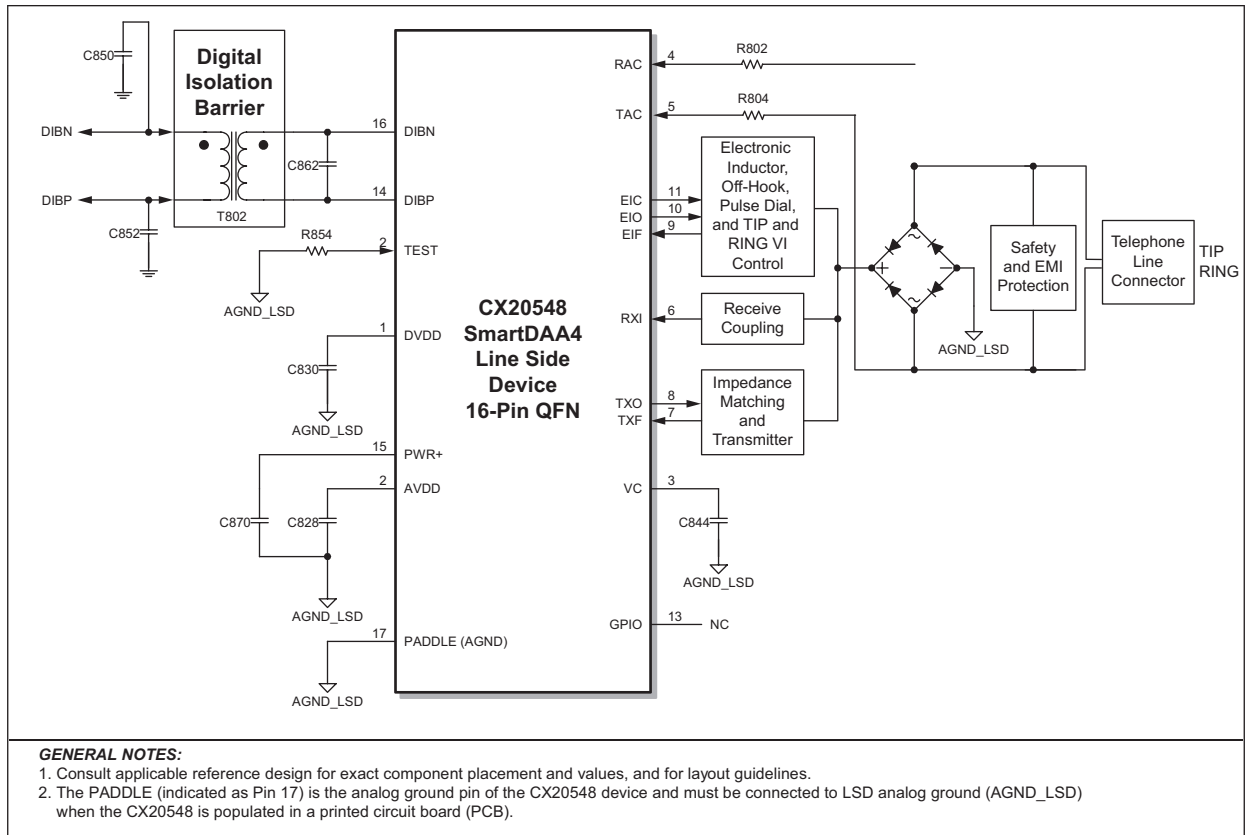 C850
Digital
Isolation
Barrier
DIBN
DIBP
C852
T802
C862
16
DIBN
14
DIBP
R854
2
TEST
AGND_LSD
1
DVDD
C830
AGND_LSD
15
PWR+
2
AVDD
C870
C828
AGND_LSD
17
PADDLE (AGND)
AGND_LSD
CX20548
SmartDAA4
Line Side
Device
16-Pin QFN
RAC
4
R802
TAC
5
R804
EIC
11
EIO
10
EIF
9
Electronic
Inductor,
Off-Hook,
Pulse Dial,
and TIP and
RING VI
Control
RXI
6
Receive
Coupling
TXO
8
TXF
7
Impedance
Matching
and
Transmitter
VC
3
C844
AGND_LSD
GPIO
13
NC
~
+
−
~
AGND_LSD
Safety
and EMI
Protection
Telephone
Line
Connector
TIP
RING
GENERAL NOTES:
1. Consult applicable reference design for exact component placement and values, and for layout guidelines.
2. The PADDLE (indicated as Pin 17) is the analog ground pin of the CX20548 device and must be connected to LSD analog ground (AGND_LSD)
when the CX20548 is populated in a printed circuit board (PCB).